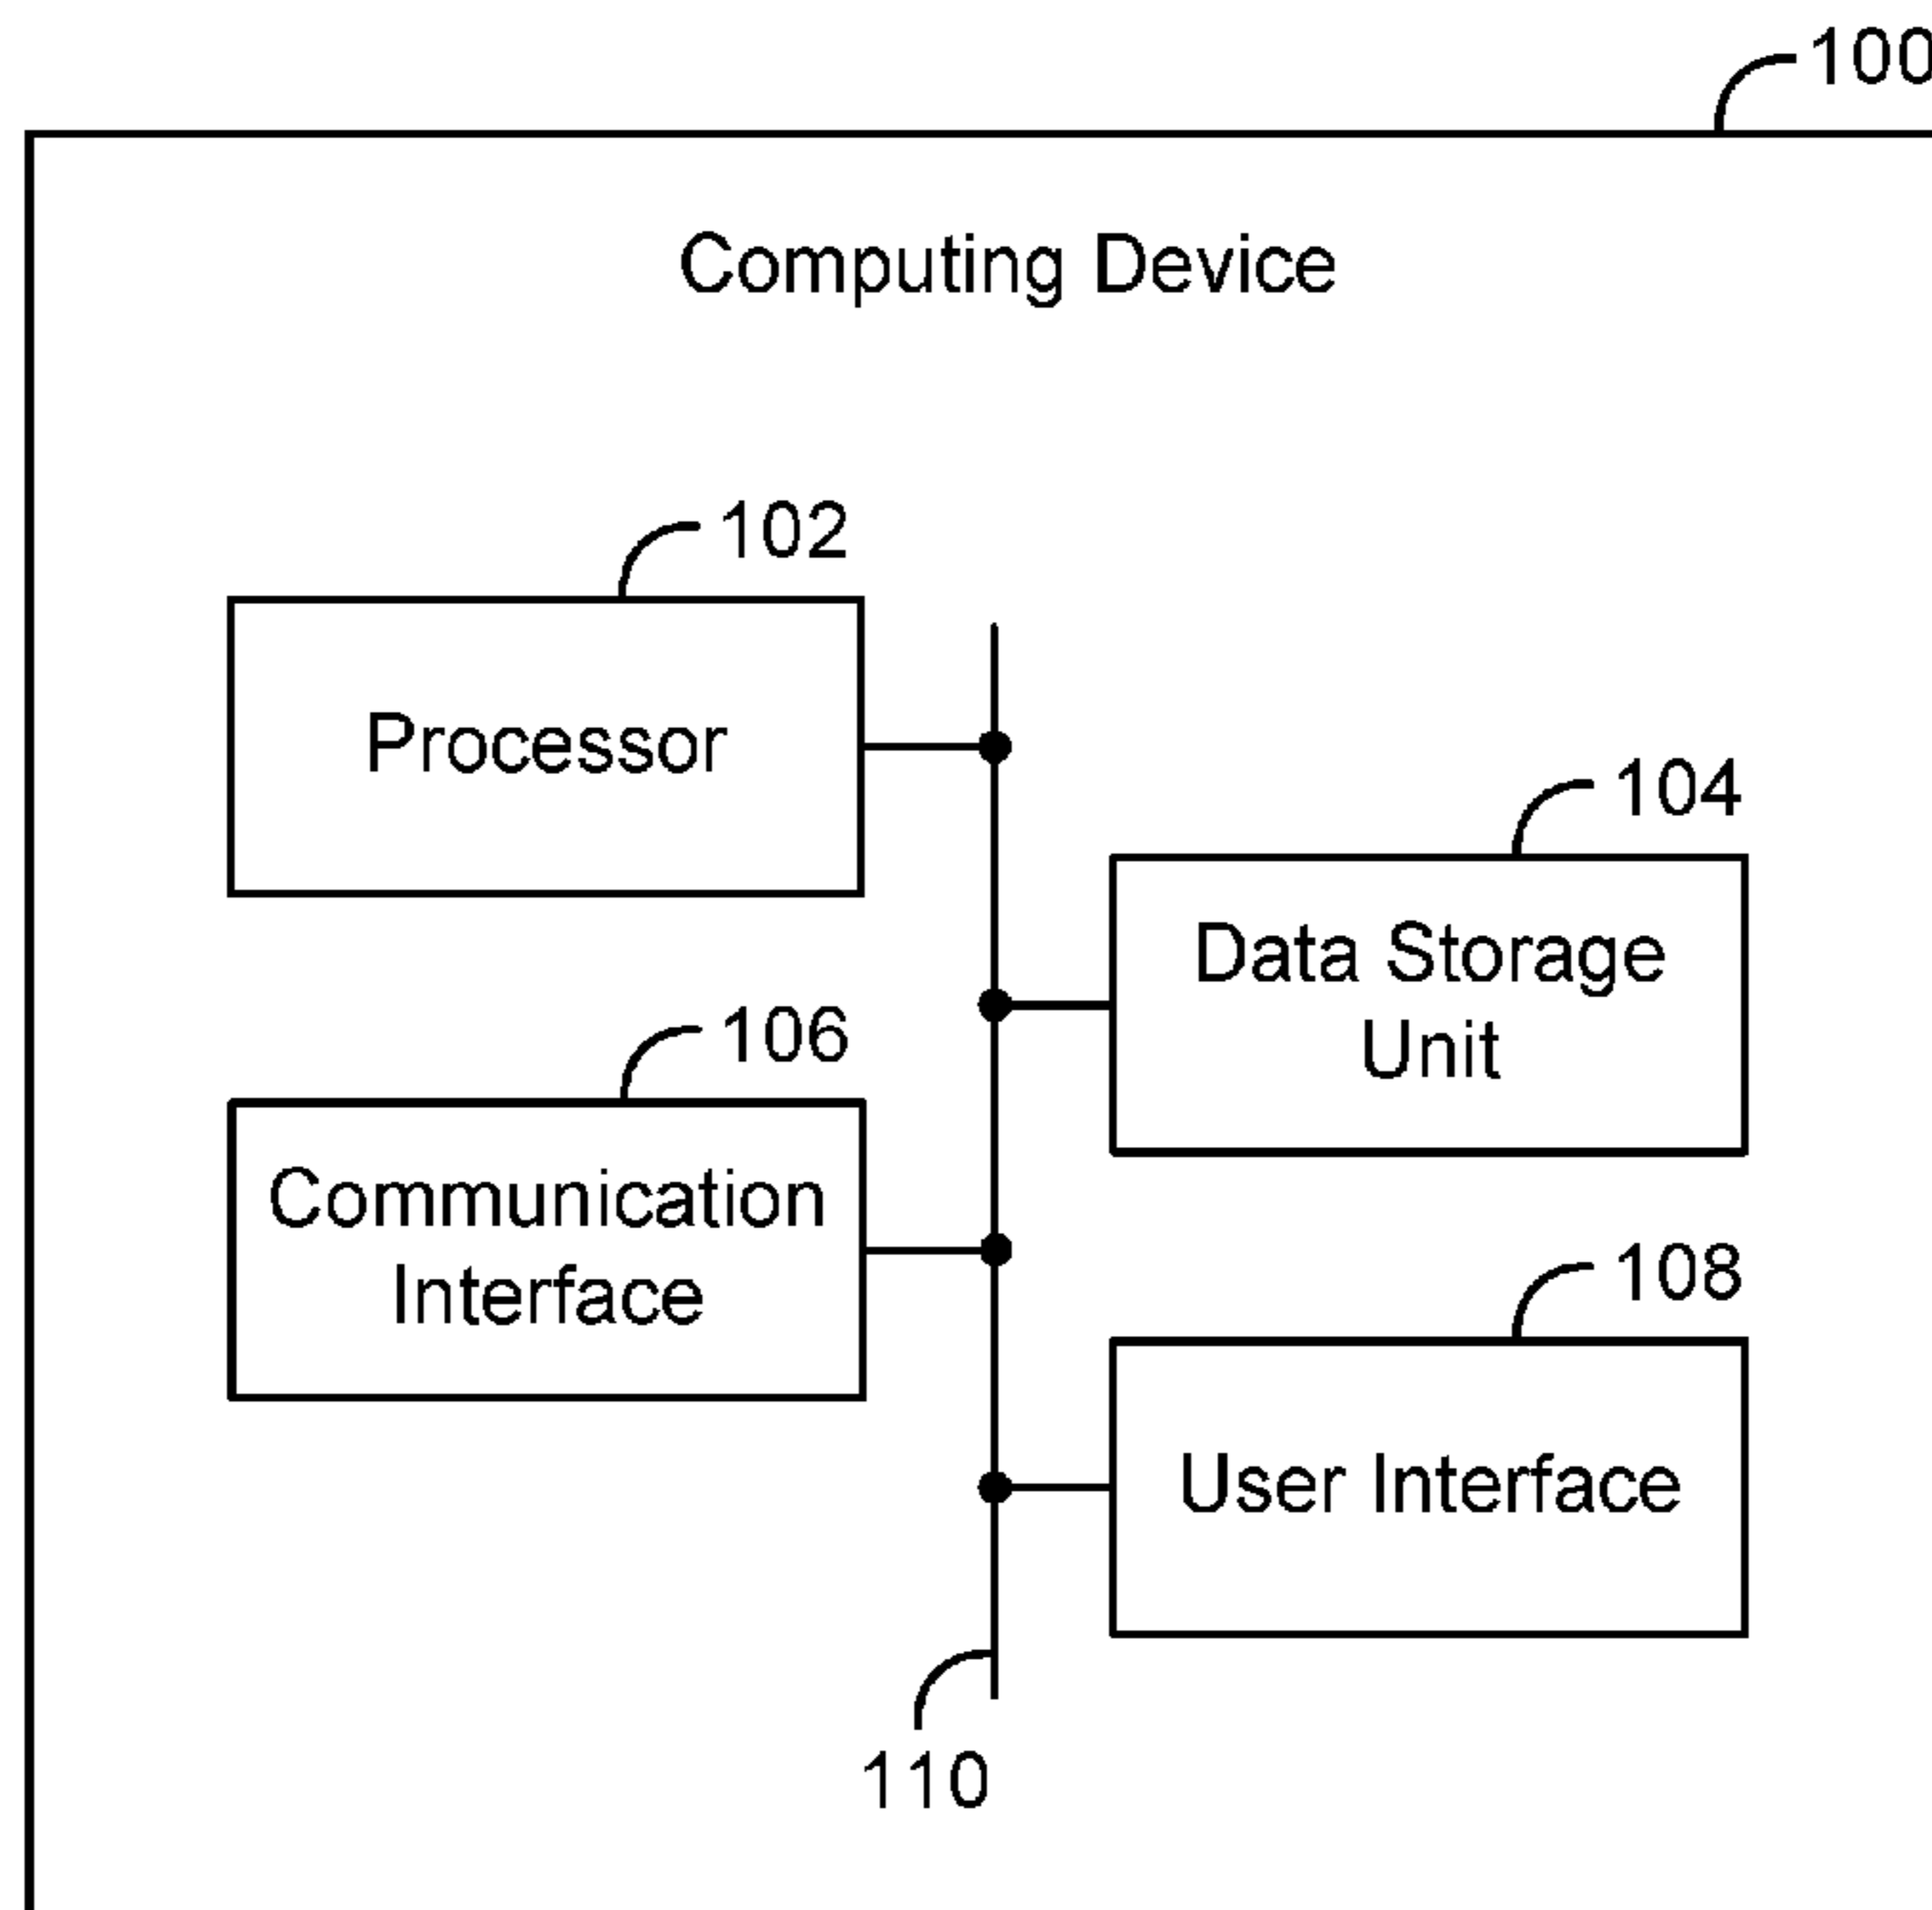 100
Computing Device
102
Processor
104
Data Storage
Unit
106
Communication
Interface
108
User Interface
110